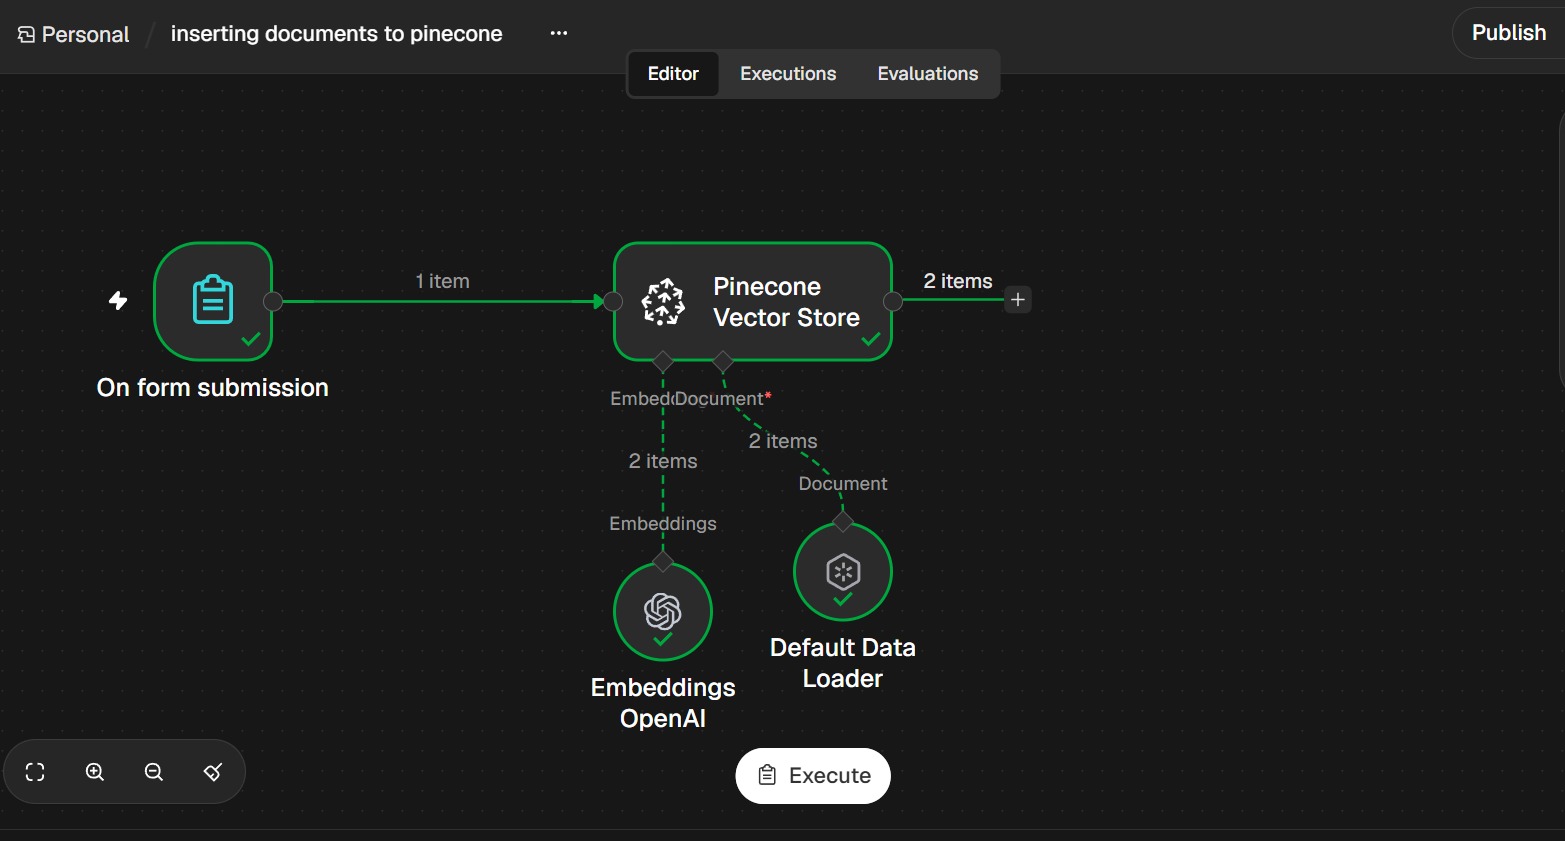 Personal / inserting documents to pinecone ...
Publish
Editor Executions Evaluations
1 item
Pinecone
Vector Store
2 items
On form submission
Document*
2 items
2 items
Document
Embeddings
Default Data
Loader
Embeddings
OpenAI
Execute